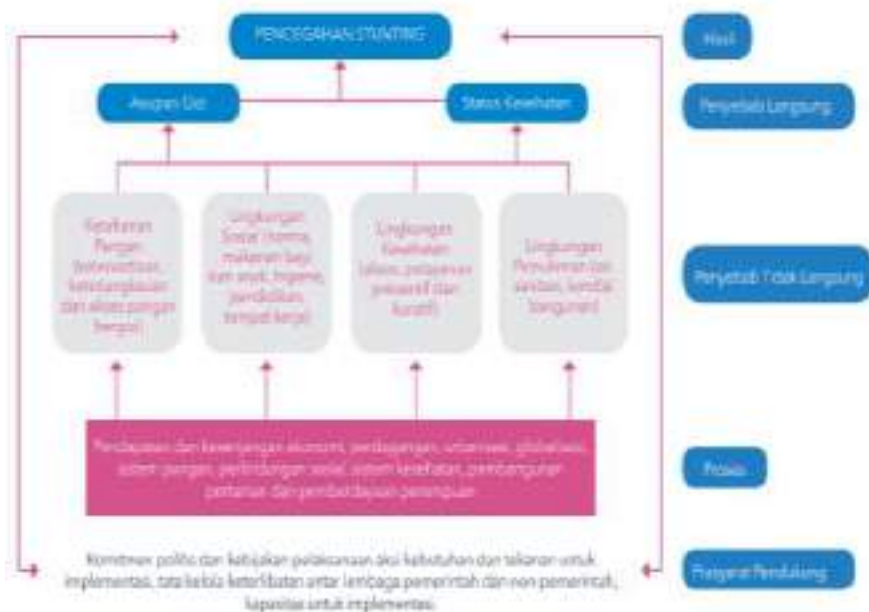 PENCEGAHAN STUNTING
Hasil
Asupan Gizi
Status Kesehatan
Penyebab Langsung
Ketahanan
Pangan
(ketersediaan,
keterjangkauan
dan akses pangan
bergizi)
Lingkungan
Sosial (norma,
makanan bayi
dan anak, higiene,
pendidikan,
tempat kerja)
Lingkungan
Kesehatan
(akses, pelayanan
preventif dan
kuratif)
Lingkungan
Pemukiman (air,
sanitasi, kondisi
bangunan)
Penyebab Tidak Langsung
Pendapatan dan kesenjangan ekonomi, perdagangan, urbanisasi, globalisasi,
sistem pangan, perlindungan sosial, sistem kesehatan, pembangunan
pertanian dan pemberdayaan perempuan
Proses
Komitmen politis dan kebijakan pelaksanaan aksi kebutuhan dan tekanan untuk
implementasi, tata kelola keterlibatan antar lembaga pemerintah dan non pemerintah,
kapasitas untuk implementasi.
Prasyarat Pendukung